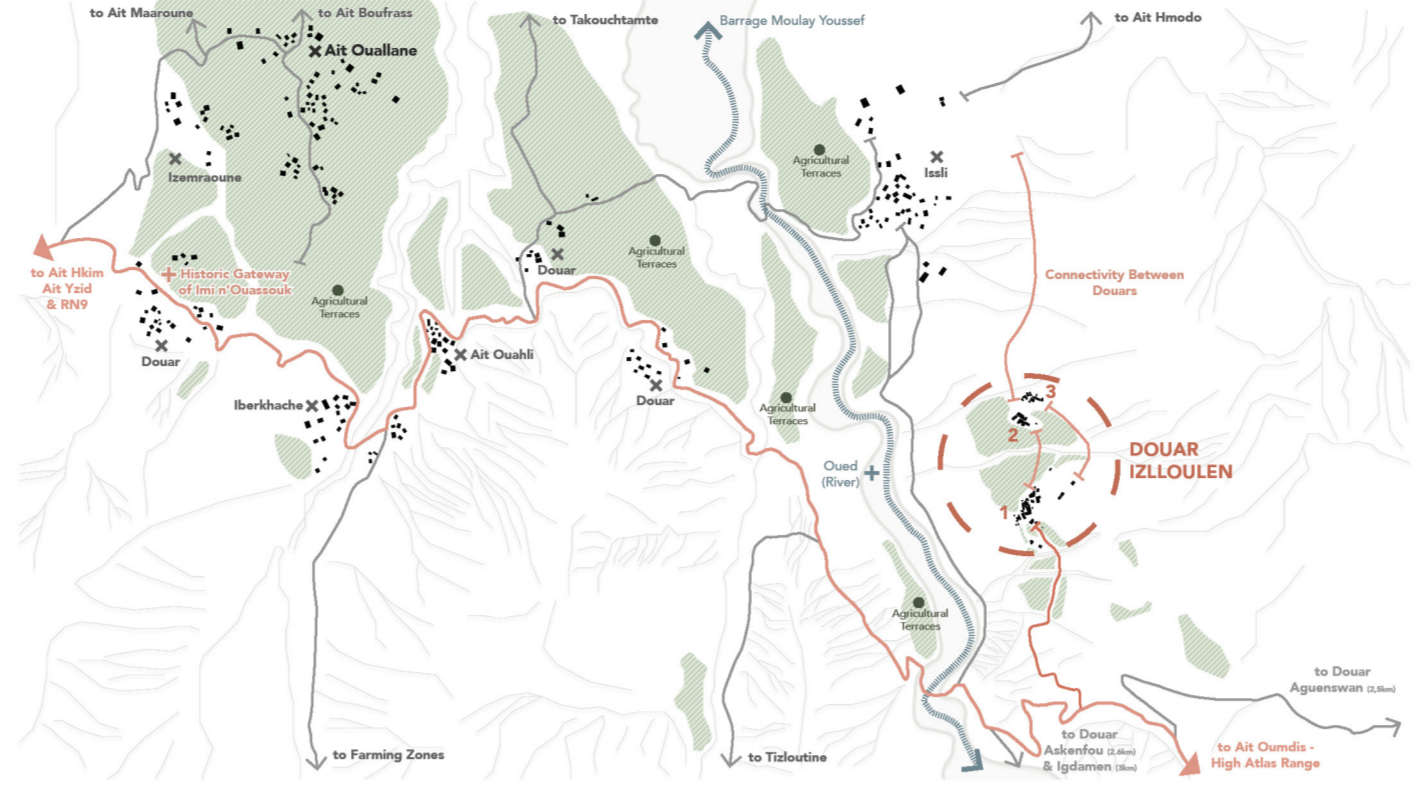 to Ait Maaroune
to Ait Boufrass
to Takouchtamte
Barrage Moulay Youssef
to Ait Hmodo
Ait Ouallane
Izemraoune
Agricultural
Terraces
Issli
to Ait Hkim
Ait Yzid
& RN9
Historic Gateway
of Imi n'Ouassouk
Agricultural
Terraces
Douar
Agricultural
Terraces
Connectivity Between
Douars
Douar
Ait Ouahli
Iberkhache
Douar
Agricultural
Terraces
3
2
1
DOUAR
IZLLOULEN
Oued
(River)
Agricultural
Terraces
to Farming Zones
to Tizloutine
to Douar
Askenfou (2,6km)
& Igdamen (3km)
to Douar
Aguenswan (2,5km)
to Ait Oumdis -
High Atlas Range